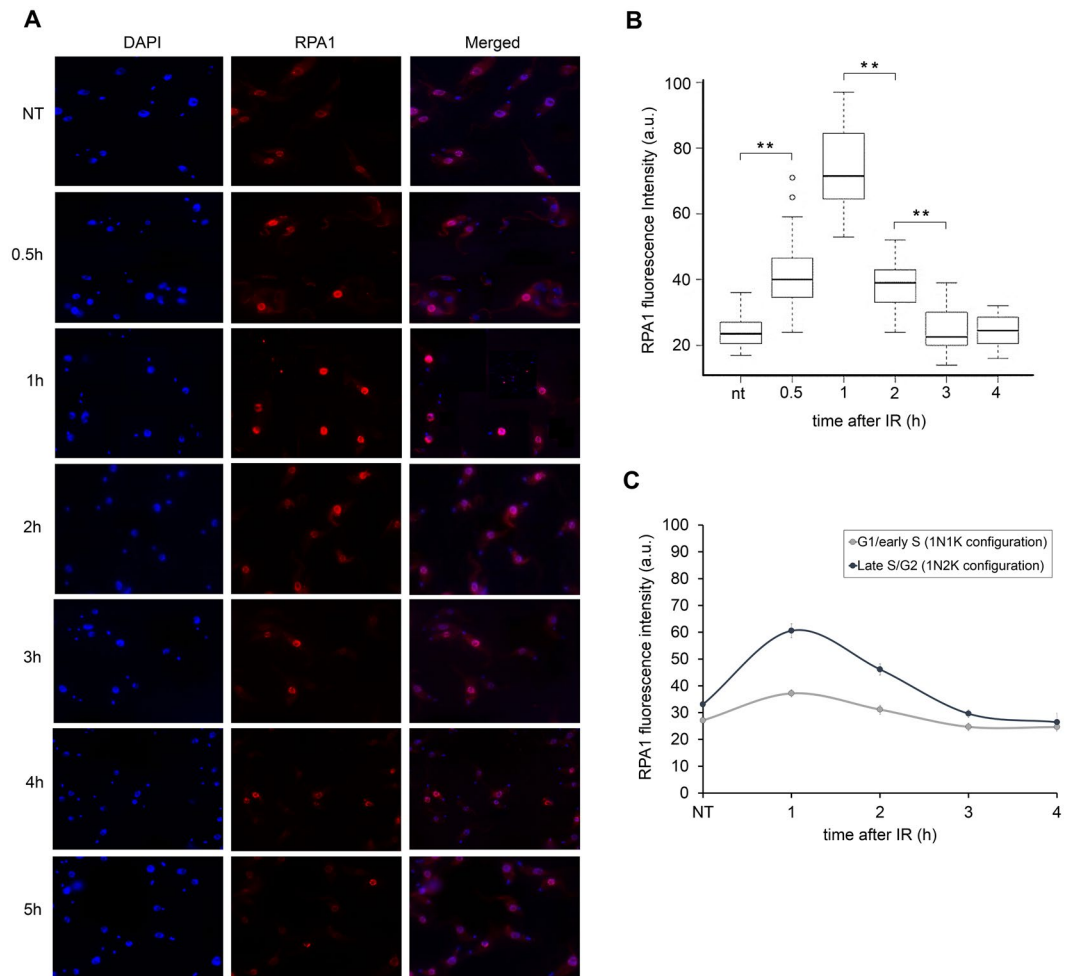 A
DAPI RPA1 Merged
NT
0.5h
1h
2h
3h
4h
5h
B
RPA1 fluorescence Intensity (a.u.)
100
80
60
40
20
**
**
**
nt 0.5 1 2 3 4
time after IR (h)
C
RPA1 fluorescence intensity (a.u.)
100
90
80
70
60
50
40
30
20
10
0
G1/early S (1N1K configuration)
Late S/G2 (1N2K configuration)
NT 1 2 3 4
time after IR (h)